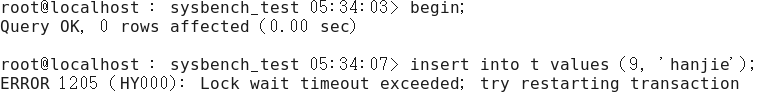 root@localhost : sysbench_test 05:34:03> begin;
Query OK, 0 rows affected (0.00 sec)
root@localhost : sysbench_test 05:34:07> insert into t values (9, 'hanjie');
ERROR 1205 (HY000): Lock wait timeout exceeded; try restarting transaction